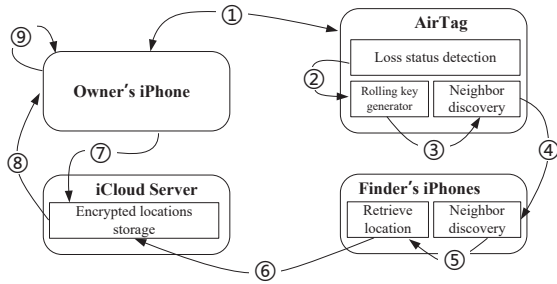 ⑨
①
AirTag
Loss status detection
②
Owner's iPhone
Rolling key
generator
Neighbor
discovery
③
④
⑧
⑦
iCloud Server
Encrypted locations
storage
Finder's iPhones
Retrieve
location
Neighbor
discovery
⑤
⑥